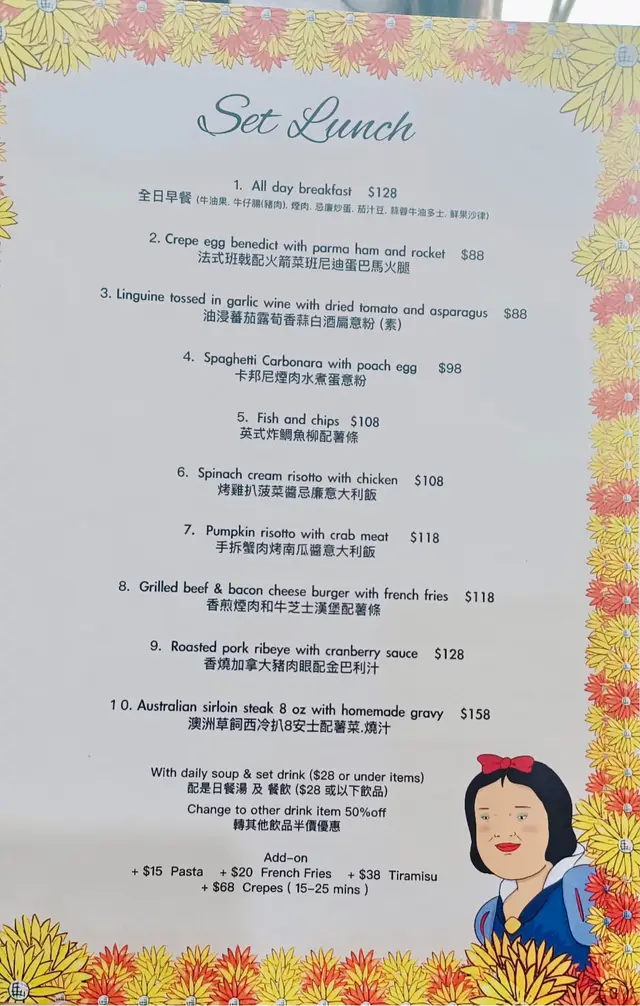 Set Lunch
1. All day breakfast $128
全日早餐 (牛油果, 牛仔腸(豬肉), 煙肉, 忌廉炒蛋, 茄汁豆, 蒜蓉牛油多士, 鮮果沙律)
2. Crepe egg benedict with parma ham and rocket $88
法式班戟配火箭菜班尼迪蛋巴馬火腿
3. Linguine tossed in garlic wine with dried tomato and asparagus $88
油浸蕃茄露荀香蒜白酒扁意粉 (素)
4. Spaghetti Carbonara with poach egg $98
卡邦尼煙肉水煮蛋意粉
5. Fish and chips $108
英式炸鯛魚柳配薯條
6. Spinach cream risotto with chicken $108
烤雞扒菠菜醬忌廉意大利飯
7. Pumpkin risotto with crab meat $118
手拆蟹肉烤南瓜醬意大利飯
8. Grilled beef & bacon cheese burger with french fries $118
香煎煙肉和牛芝士漢堡配薯條
9. Roasted pork ribeye with cranberry sauce $128
香燒加拿大豬肉眼配金巴利汁
10. Australian sirloin steak 8 oz with homemade gravy $158
澳洲草飼西冷扒8安士配薯菜.燒汁
With daily soup & set drink ($28 or under items)
配是日餐湯 及 餐飲 ($28 或以下飲品)
Change to other drink item 50%off
轉其他飲品半價優惠
Add-on
+ $15 Pasta + $20 French Fries + $38 Tiramisu
+ $68 Crepes ( 15-25 mins )